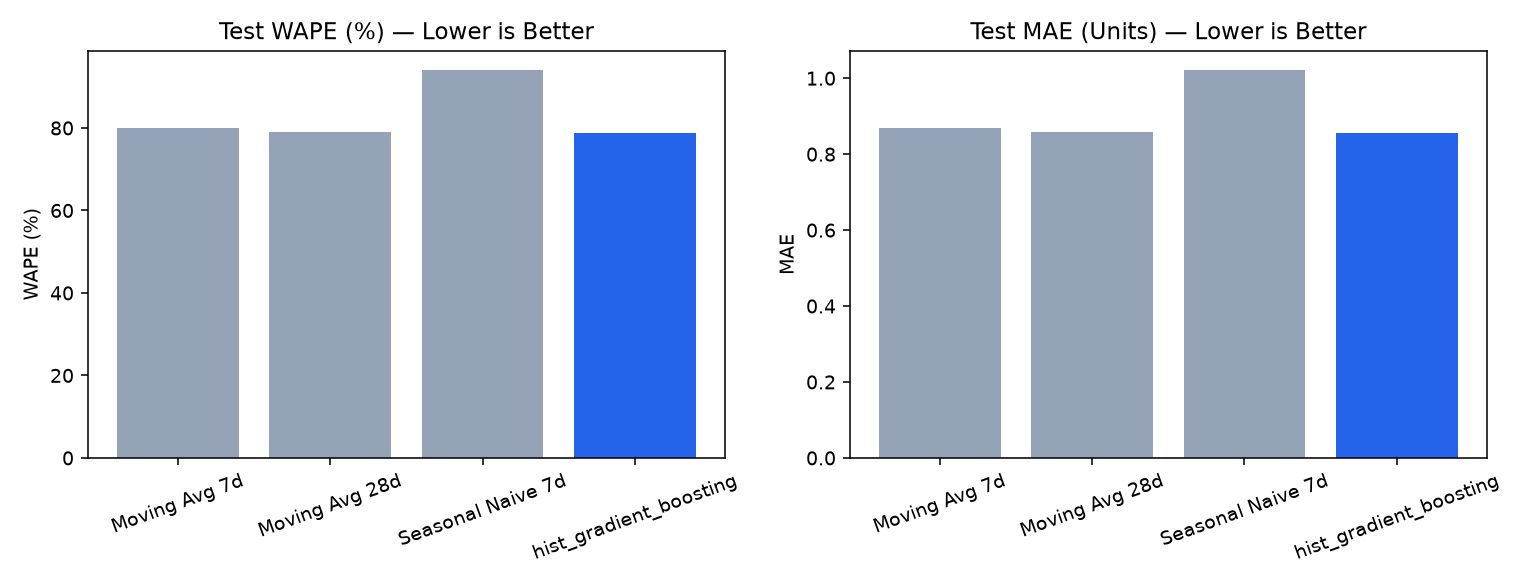 Test WAPE (%) — Lower is Better
WAPE (%)
80
60
40
20
0
Moving Avg 7d
Moving Avg 28d
Seasonal Naive 7d
hist_gradient_boosting
Test MAE (Units) — Lower is Better
MAE
1.0
0.8
0.6
0.4
0.2
0.0
Moving Avg 7d
Moving Avg 28d
Seasonal Naive 7d
hist_gradient_boosting